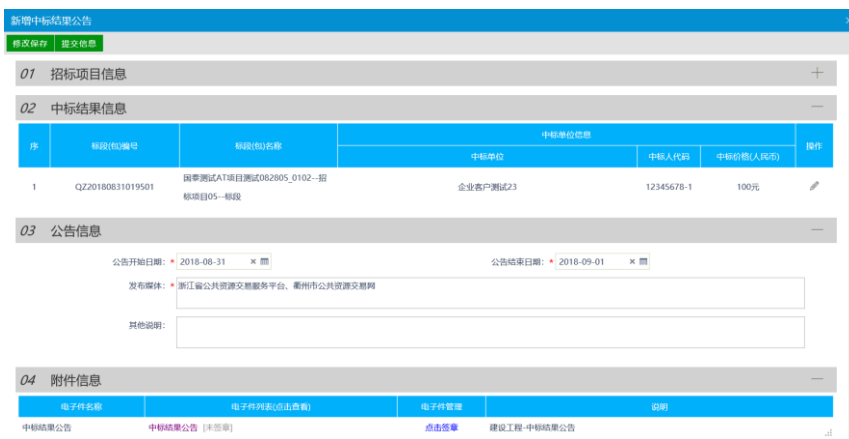 新增中标结果公告
修改保存 提交信息
01 招标项目信息
02 中标结果信息
序 标段(包)编号 标段(包)名称 中标单位信息 操作
中标单位 中标人代码 中标价格(人民币)
1 QZ20180831019501 国泰测试AT项目测试082805_0102--招标项目05--标段 企业客户测试23 12345678-1 100元
03 公告信息
公告开始日期: * 2018-08-31 公告结束日期: * 2018-09-01
发布媒体: * 浙江省公共资源交易服务平台、衢州市公共资源交易网
其他说明:
04 附件信息
电子件名称 电子件列表(点击查看) 电子件管理 说明
中标结果公告 中标结果公告 [未签章] 点击签章 建设工程-中标结果公告